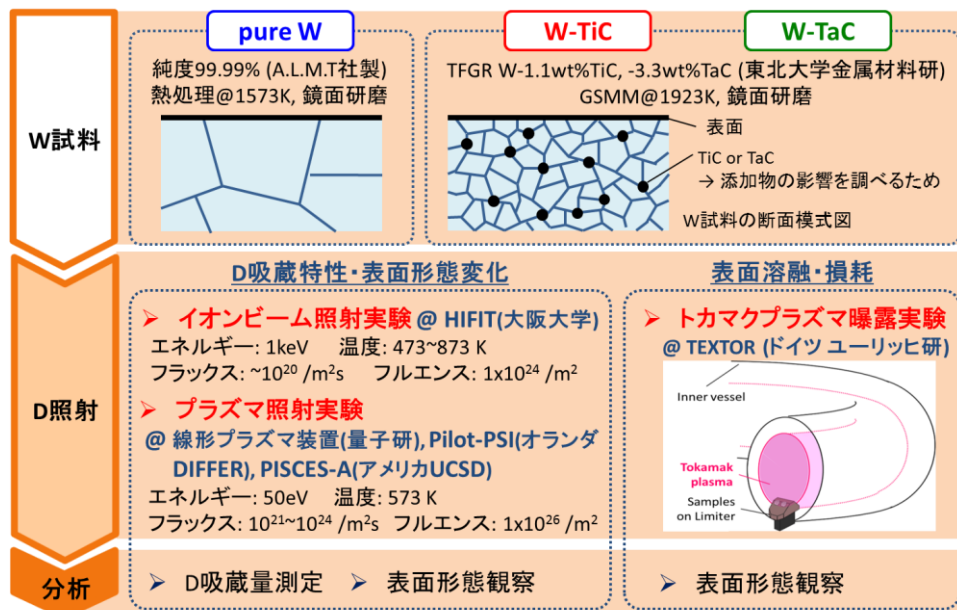 pure W
W-TiC
W-TaC
W試料
純度99.99% (A.L.M.T社製)
熱処理@1573K, 鏡面研磨
TFGR W-1.1wt%TiC, -3.3wt%TaC (東北大学金属材料研)
GSMM@1923K, 鏡面研磨
表面
TiC or TaC
→ 添加物の影響を調べるため
W試料の断面模式図
D照射
D吸蔵特性・表面形態変化
➢ イオンビーム照射実験 @ HIFIT(大阪大学)
エネルギー: 1keV 温度: 473~873 K
フラックス: ~10²⁰ /m²s フルエンス: 1x10²⁴ /m²
➢ プラズマ照射実験
@ 線形プラズマ装置(量子研), Pilot-PSI(オランダ
DIFFER), PISCES-A(アメリカUCSD)
エネルギー: 50eV 温度: 573 K
フラックス: 10²¹~10²⁴ /m²s フルエンス: 1x10²⁶ /m²
表面溶融・損耗
➢ トカマクプラズマ曝露実験
@ TEXTOR (ドイツ ユーリッヒ研)
Inner vessel
Tokamak
plasma
Samples
on Limiter
分析
➢ D吸蔵量測定 ➢ 表面形態観察
➢ 表面形態観察